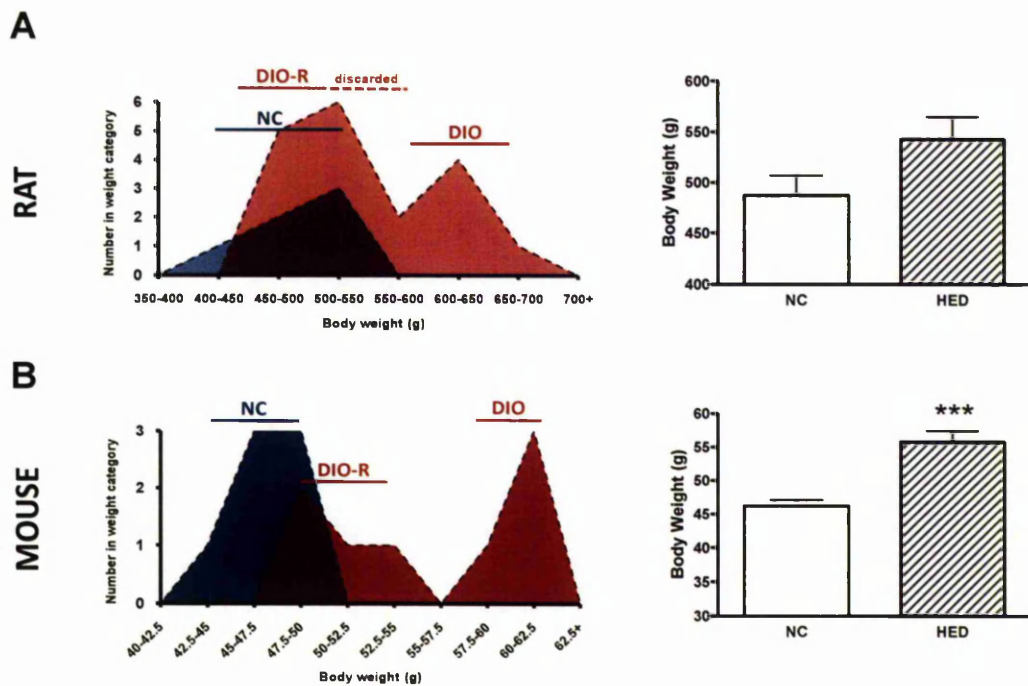 A
RAT
DIO-R discarded
NC
DIO
Number in weight category
6
5
4
3
2
1
0
350-400 400-450 450-500 500-550 550-600 600-650 650-700 700+
Body weight (g)
Body Weight (g)
600
550
500
450
400
NC HED
B
MOUSE
NC
DIO
DIO-R
Number in weight category
3
2
1
0
40-42.5 42.5-45 45-47.5 47.5-50 50-52.5 52.5-55 55-57.5 57.5-60 60-62.5 62.5+
Body weight (g)
Body Weight (g)
***
60
55
50
45
40
35
30
NC HED